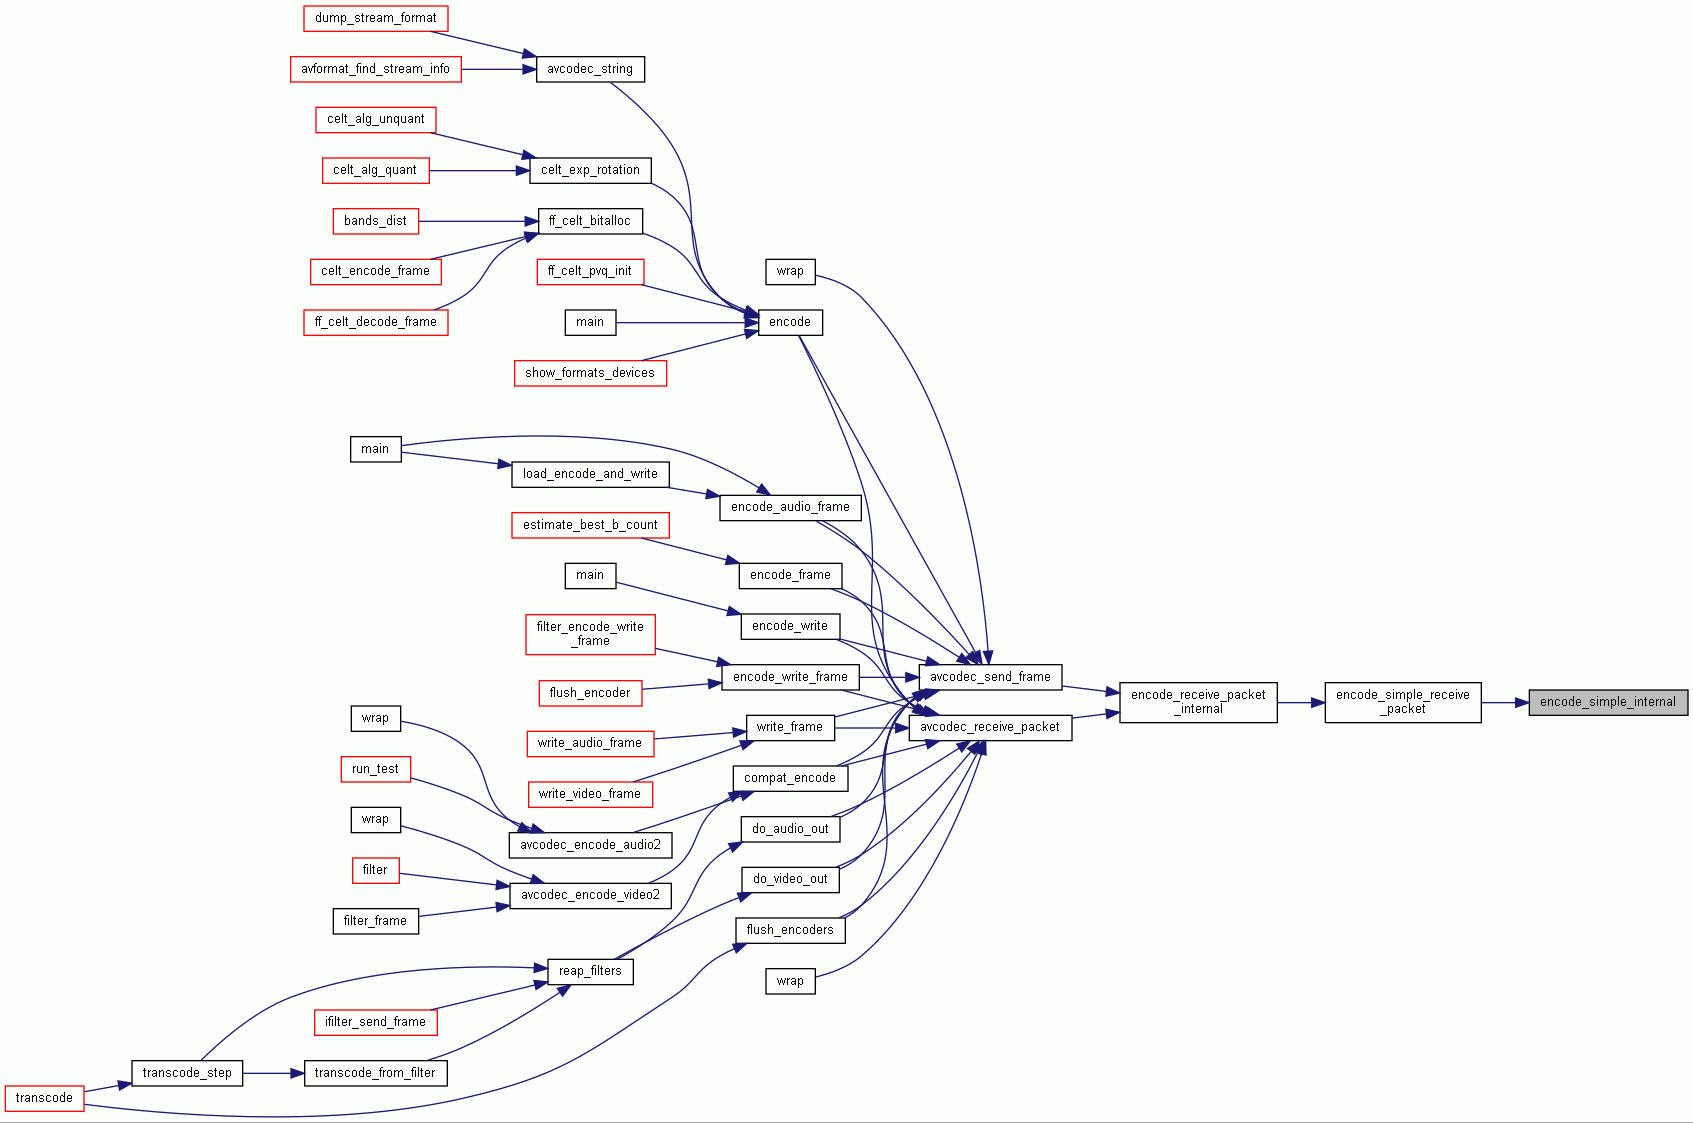 dump_stream_format
avformat_find_stream_info
avcodec_string
celt_alg_unquant
celt_alg_quant
celt_exp_rotation
bands_dist
ff_celt_bitalloc
celt_encode_frame
ff_celt_pvq_init
wrap
ff_celt_decode_frame
main
encode
show_formats_devices
main
load_encode_and_write
encode_audio_frame
estimate_best_b_count
main
encode_frame
filter_encode_write
_frame
encode_write
flush_encoder
encode_write_frame
avcodec_send_frame
encode_receive_packet
_internal
encode_simple_receive
_packet
encode_simple_internal
wrap
write_audio_frame
write_frame
avcodec_receive_packet
run_test
write_video_frame
compat_encode
wrap
avcodec_encode_audio2
do_audio_out
filter
avcodec_encode_video2
do_video_out
filter_frame
flush_encoders
reap_filters
wrap
ifilter_send_frame
transcode_step
transcode_from_filter
transcode